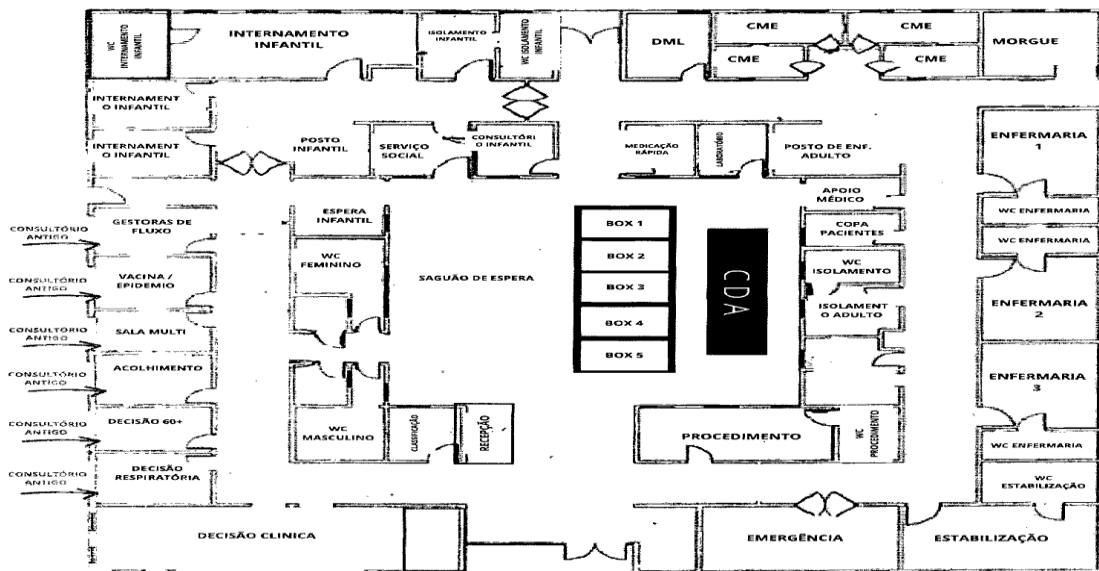 WC
INTERNAMENTO
INFANTIL
INTERNAMENTO
INFANTIL
ISOLAMENTO
INFANTIL
WC ISOLAMENTO
INFANTIL
DML
CME
CME
CME
CME
MORGUE
INTERNAMENT
O INFANTIL
INTERNAMENT
O INFANTIL
POSTO
INFANTIL
SERVIÇO
SOCIAL
CONSULTÓRI
O INFANTIL
MEDICAÇÃO
RÁPIDA
LABORATÓRIO
POSTO DE ENF.
ADULTO
ENFERMARIA
1
APOIO
MÉDICO
WC ENFERMARIA
CONSULTÓRIO
ANTIGO
GESTORAS DE
FLUXO
ESPERA
INFANTIL
BOX 1
COPA
PACIENTES
WC ENFERMARIA
CONSULTÓRIO
ANTIGO
VACINA /
EPIDEMIO
WC
FEMININO
SAGUÃO DE ESPERA
BOX 2
BOX 3
CDA
WC
ISOLAMENTO
CONSULTÓRIO
ANTIGO
SALA MULTI
BOX 4
ISOLAMENT
O ADULTO
ENFERMARIA
2
CONSULTÓRIO
ANTIGO
ACOLHIMENTO
BOX 5
ENFERMARIA
3
CONSULTÓRIO
ANTIGO
DECISÃO 60+
WC
MASCULINO
CLASSIFICAÇÃO
RECEPÇÃO
PROCEDIMENTO
WC
PROCEDIMENTO
WC ENFERMARIA
CONSULTÓRIO
ANTIGO
DECISÃO
RESPIRATÓRIA
WC
ESTABILIZAÇÃO
DECISÃO CLINICA
EMERGÊNCIA
ESTABILIZAÇÃO